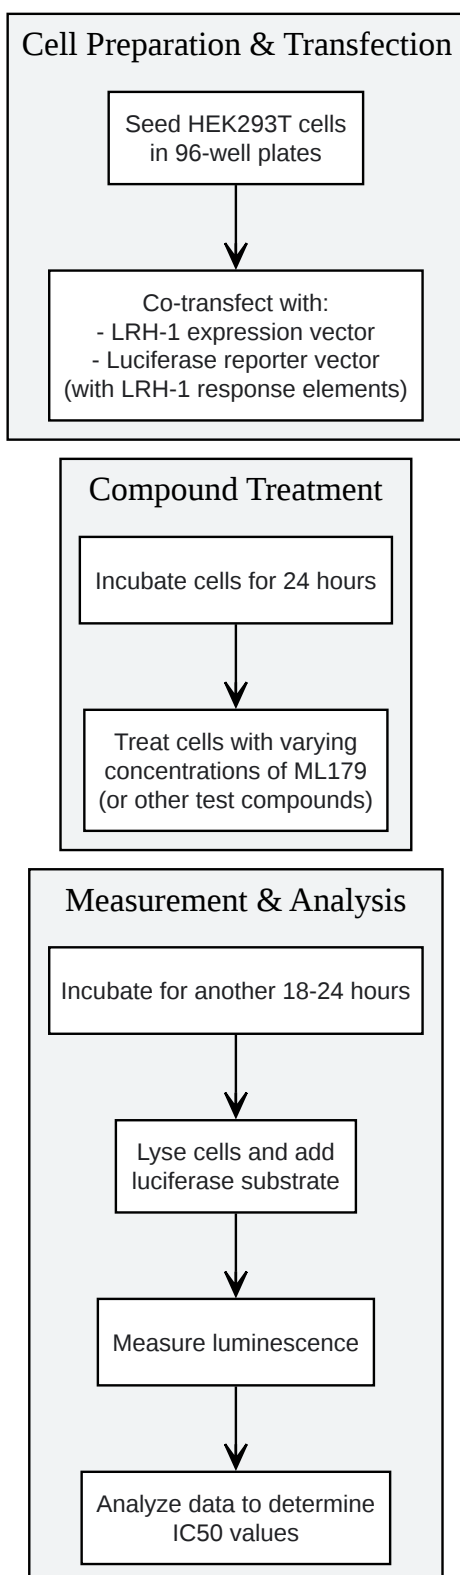 Cell Preparation & Transfection
Seed HEK293T cells
in 96-well plates
Co-transfect with:
- LRH-1 expression vector
- Luciferase reporter vector
(with LRH-1 response elements)
Compound Treatment
Incubate cells for 24 hours
Treat cells with varying
concentrations of ML179
(or other test compounds)
Measurement & Analysis
Incubate for another 18-24 hours
Lyse cells and add
luciferase substrate
Measure luminescence
Analyze data to determine
IC50 values